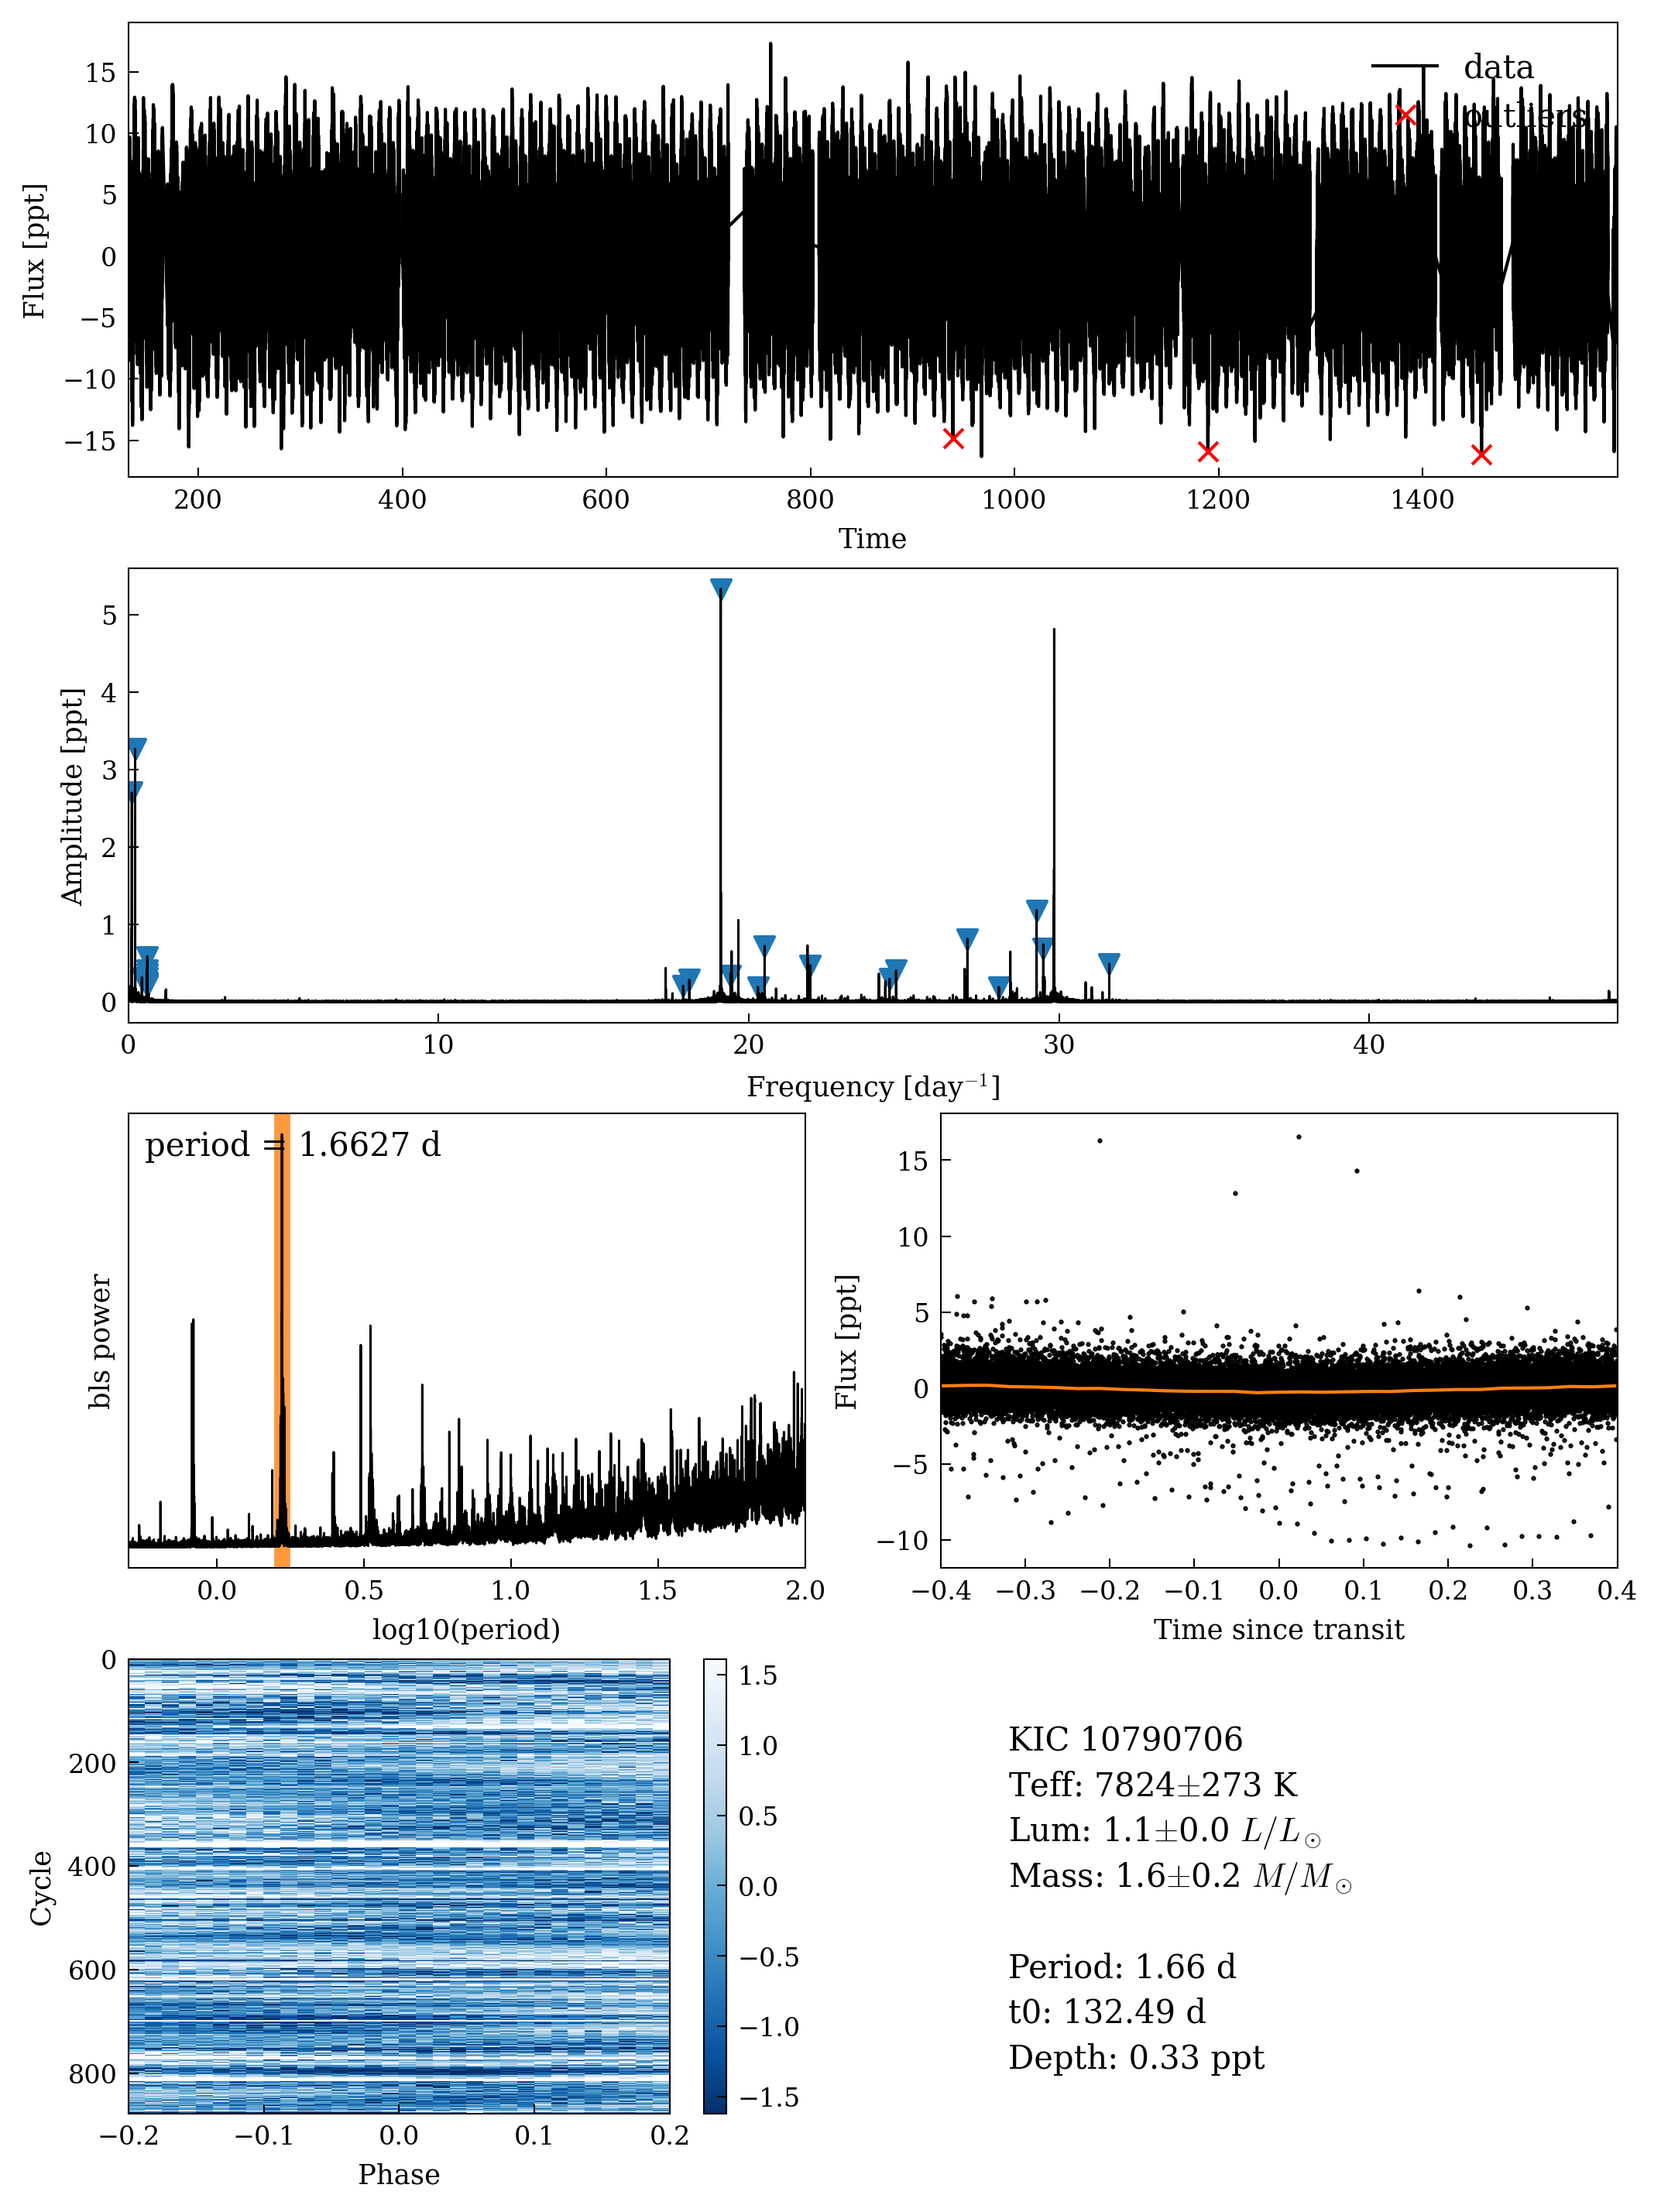 data
outliers
15
10
5
0
−5
−10
−15
Flux [ppt]
200 400 600 800 1000 1200 1400
Time
5
4
3
2
1
0
Amplitude [ppt]
0 10 20 30 40
Frequency [day⁻¹]
period = 1.6627 d
bls power
0.0 0.5 1.0 1.5 2.0
log10(period)
15
10
5
0
−5
−10
Flux [ppt]
−0.4 −0.3 −0.2 −0.1 0.0 0.1 0.2 0.3 0.4
Time since transit
0
200
400
600
800
Cycle
−0.2 −0.1 0.0 0.1 0.2
Phase
1.5
1.0
0.5
0.0
−0.5
−1.0
−1.5
KIC 10790706
Teff: 7824±273 K
Lum: 1.1±0.0 L/L☉
Mass: 1.6±0.2 M/M☉
Period: 1.66 d
t0: 132.49 d
Depth: 0.33 ppt